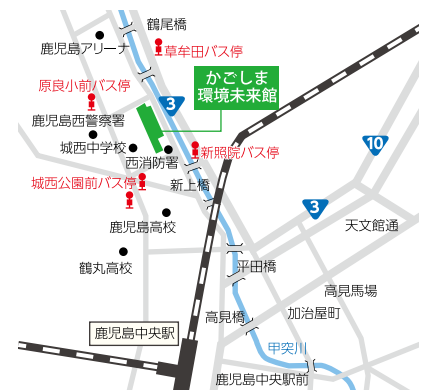 鶴尾橋
鹿児島アリーナ
草牟田バス停
かごしま
環境未来館
原良小前バス停
3
鹿児島西警察署
城西中学校
西消防署
新照院バス停
10
城西公園前バス停
新上橋
3
鹿児島高校
天文館通
鶴丸高校
平田橋
高見馬場
高見橋
加治屋町
鹿児島中央駅
甲突川
鹿児島中央駅前